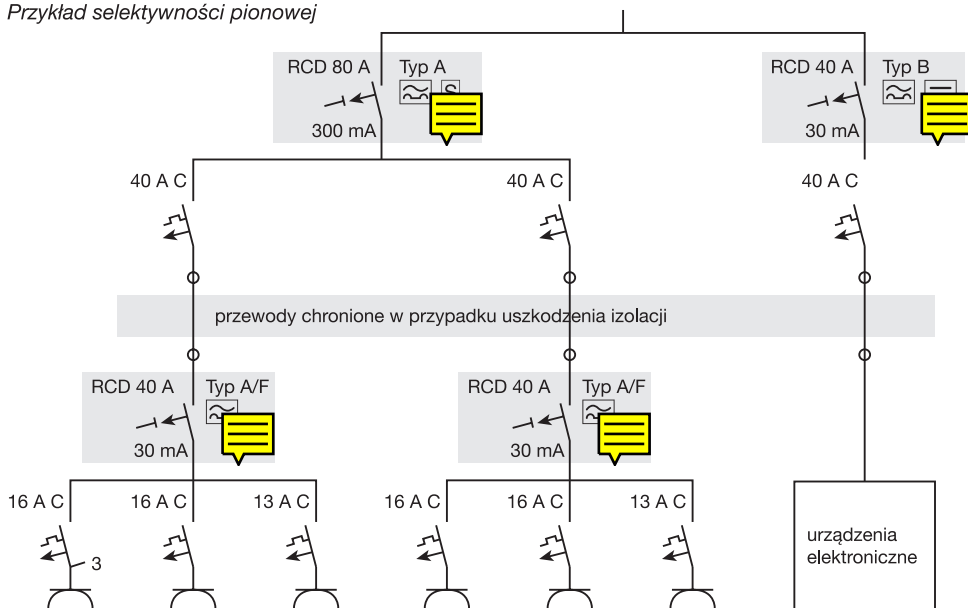 Przykład selektywności pionowej
RCD 80 A Typ A
S
300 mA
RCD 40 A Typ B
30 mA
40 A C
40 A C
40 A C
przewody chronione w przypadku uszkodzenia izolacji
RCD 40 A Typ A/F
30 mA
RCD 40 A Typ A/F
30 mA
16 A C
16 A C
13 A C
16 A C
16 A C
13 A C
3
urządzenia
elektroniczne